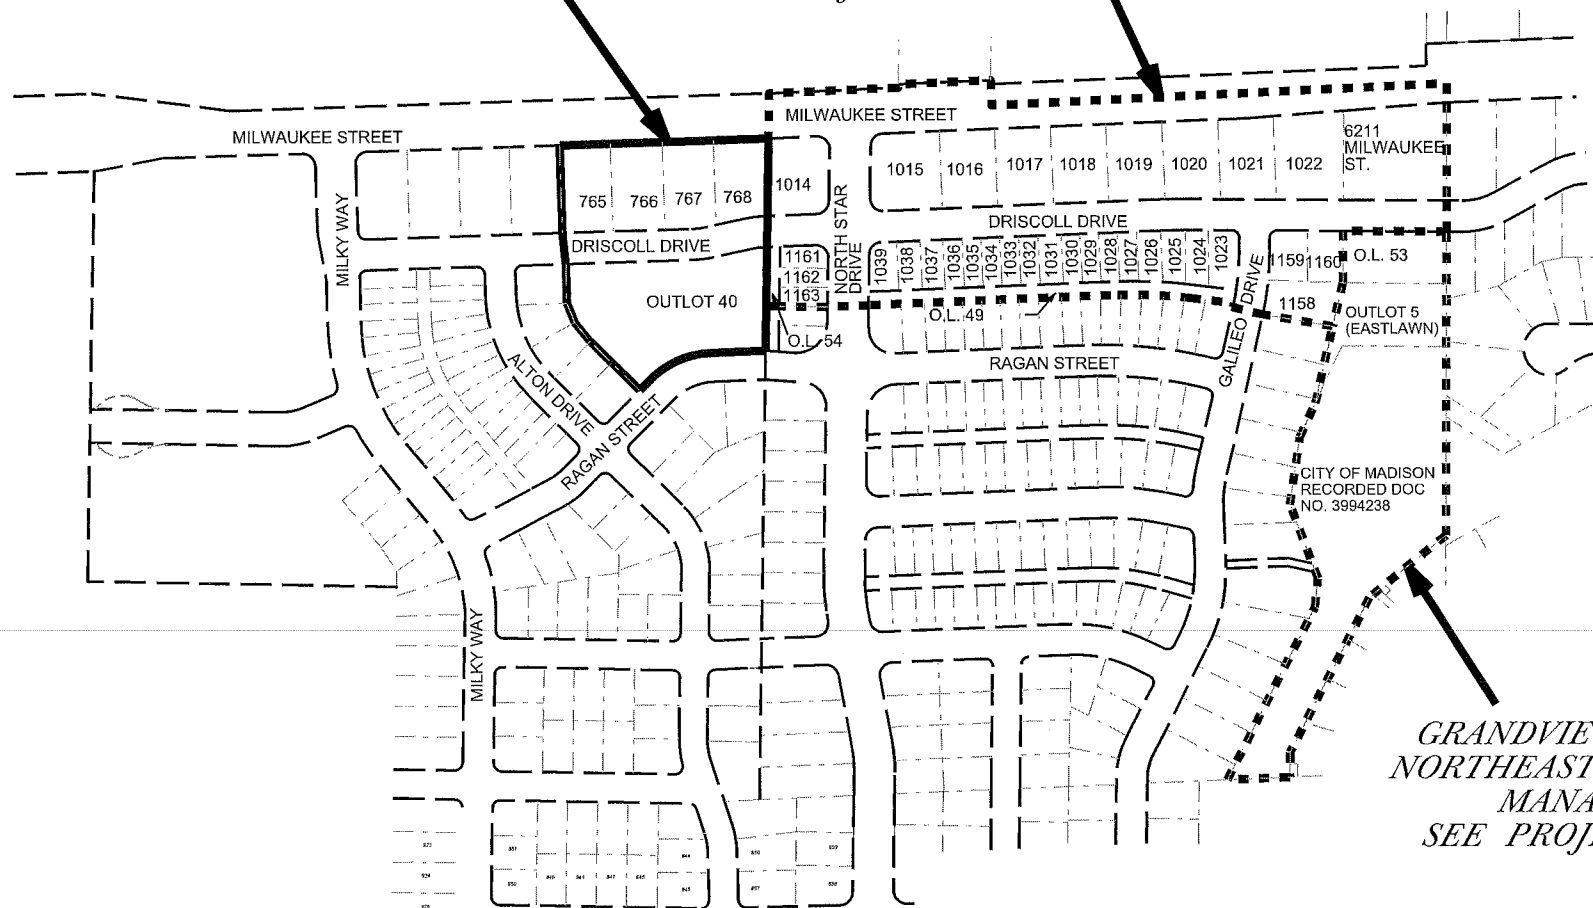 MILWAUKEE STREET
MILWAUKEE STREET
6211
MILWAUKEE
ST.
765
766
767
768
1014
1015
1016
1017
1018
1019
1020
1021
1022
MILKY WAY
NORTH STAR
DRIVE
DRISCOLL DRIVE
DRISCOLL DRIVE
1161
1162
1163
1039
1038
1037
1036
1035
1034
1033
1032
1031
1030
1029
1028
1027
1026
1025
1024
1023
1159
1160
O.L. 53
OUTLOT 40
O.L. 49
1158
OUTLOT 5
(EASTLAWN)
O.L. 54
GALILEO DRIVE
RAGAN STREET
ALTON DRIVE
RAGAN STREET
CITY OF MADISON
RECORDED DOC
NO. 3994238
MILKY WAY
GRANDVIE
NORTHEAST
MANA
SEE PROJ